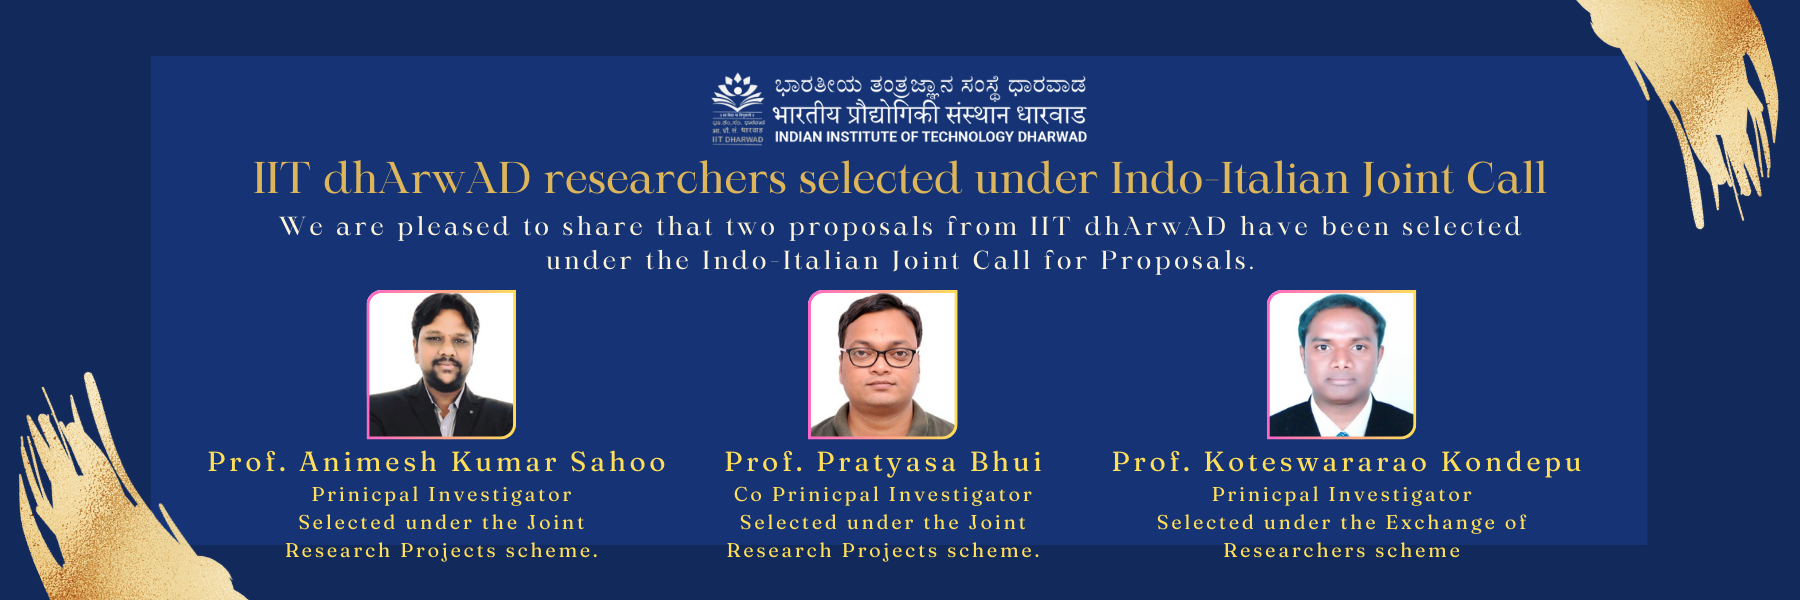 ಭಾರತೀಯ ತಂತ್ರಜ್ಞಾನ ಸಂಸ್ಥೆ ಧಾರವಾಡ
भारतीय प्रौद्योगिकी संस्थान धारवाड
INDIAN INSTITUTE OF TECHNOLOGY DHARWAD
आ. प्रौ. सं. धारवाड
IIT DHARWAD
IIT dhArwAD researchers selected under Indo-Italian Joint Call
We are pleased to share that two proposals from IIT dhArwAD have been selected
under the Indo-Italian Joint Call for Proposals.
Prof. Animesh Kumar Sahoo
Prinicpal Investigator
Selected under the Joint
Research Projects scheme.
Prof. Pratyasa Bhui
Co Prinicpal Investigator
Selected under the Joint
Research Projects scheme.
Prof. Koteswararao Kondepu
Prinicpal Investigator
Selected under the Exchange of
Researchers scheme